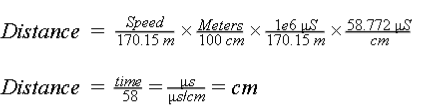 Distance = Speed/170.15 m × Meters/100 cm × 1e6 µS/170.15 m × 58.772 µS/cm
Distance = time/58 = µs/µs/cm = cm